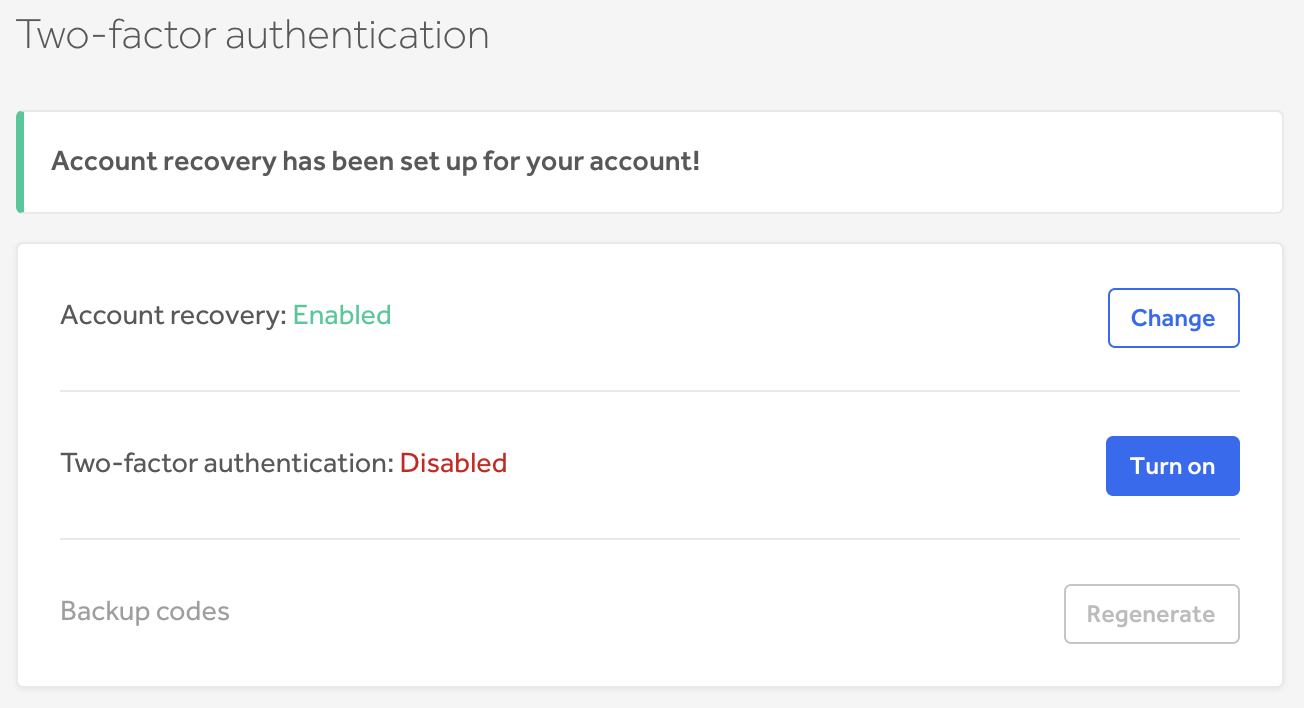 Two-factor authentication
Account recovery has been set up for your account!
Account recovery: Enabled
Change
Two-factor authentication: Disabled
Turn on
Backup codes
Regenerate